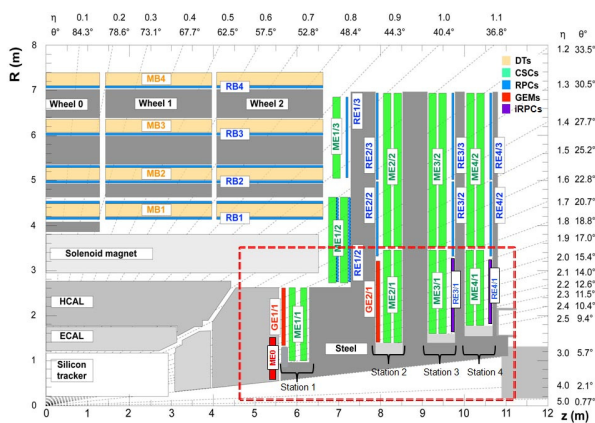 η 0.1 0.2 0.3 0.4 0.5 0.6 0.7 0.8 0.9 1.0 1.1 η θ°
θ° 84.3° 78.6° 73.1° 67.7° 62.5° 57.5° 52.8° 48.4° 44.3° 40.4° 36.8° 1.2 33.5°
R (m)
8
7
6
5
4
3
2
1
0
MB4
RB4
Wheel 0 Wheel 1 Wheel 2
MB3
RB3
MB2
RB2
MB1
RB1
Solenoid magnet
HCAL
ECAL
Silicon
tracker
ME0
GE1/1
ME1/1
ME1/2
ME1/3
RE1/3
RE1/2
RE2/3
RE2/2
GE2/1
ME2/2
ME2/1
ME3/2
ME3/1
RE3/3
RE3/2
RE3/1
ME4/2
ME4/1
RE4/3
RE4/2
RE4/1
Steel
Station 1
Station 2
Station 3
Station 4
DTs
CSCs
RPCs
GEMs
iRPCs
1.3 30.5°
1.4 27.7°
1.5 25.2°
1.6 22.8°
1.7 20.7°
1.8 18.8°
1.9 17.0°
2.0 15.4°
2.1 14.0°
2.2 12.6°
2.3 11.5°
2.4 10.4°
2.5 9.4°
3.0 5.7°
4.0 2.1°
5.0 0.77°
0 1 2 3 4 5 6 7 8 9 10 11 12 z (m)